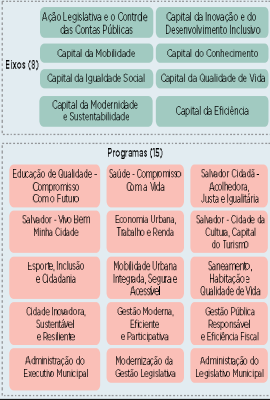 Ação Legislativa e o Controle
das Contas Públicas
Capital da Inovação e do
Desenvolvimento Inclusivo
Eixos (8)
Capital da Mobilidade
Capital do Conhecimento
Capital da Igualdade Social
Capital da Qualidade de Vida
Capital da Modernidade
e Sustentabilidade
Capital da Eficiência
Programas (15)
Educação de Qualidade -
Compromisso
Com o Futuro
Saúde - Compromisso
Com a Vida
Salvador Cidadã -
Acolhedora,
Justa e Igualitária
Salvador - Vivo Bem
Minha Cidade
Economia Urbana,
Trabalho e Renda
Salvador - Cidade da
Cultura, Capital
do Turismo
Esporte, Inclusão
e Cidadania
Mobilidade Urbana
Integrada, Segura e
Acessível
Saneamento,
Habitação e
Qualidade de Vida
Cidade Inovadora,
Sustentável
e Resiliente
Gestão Moderna,
Eficiente
e Participativa
Gestão Pública
Responsável
e Eficiência Fiscal
Administração do
Executivo Municipal
Modernização da
Gestão Legislativa
Administração do
Legislativo Municipal